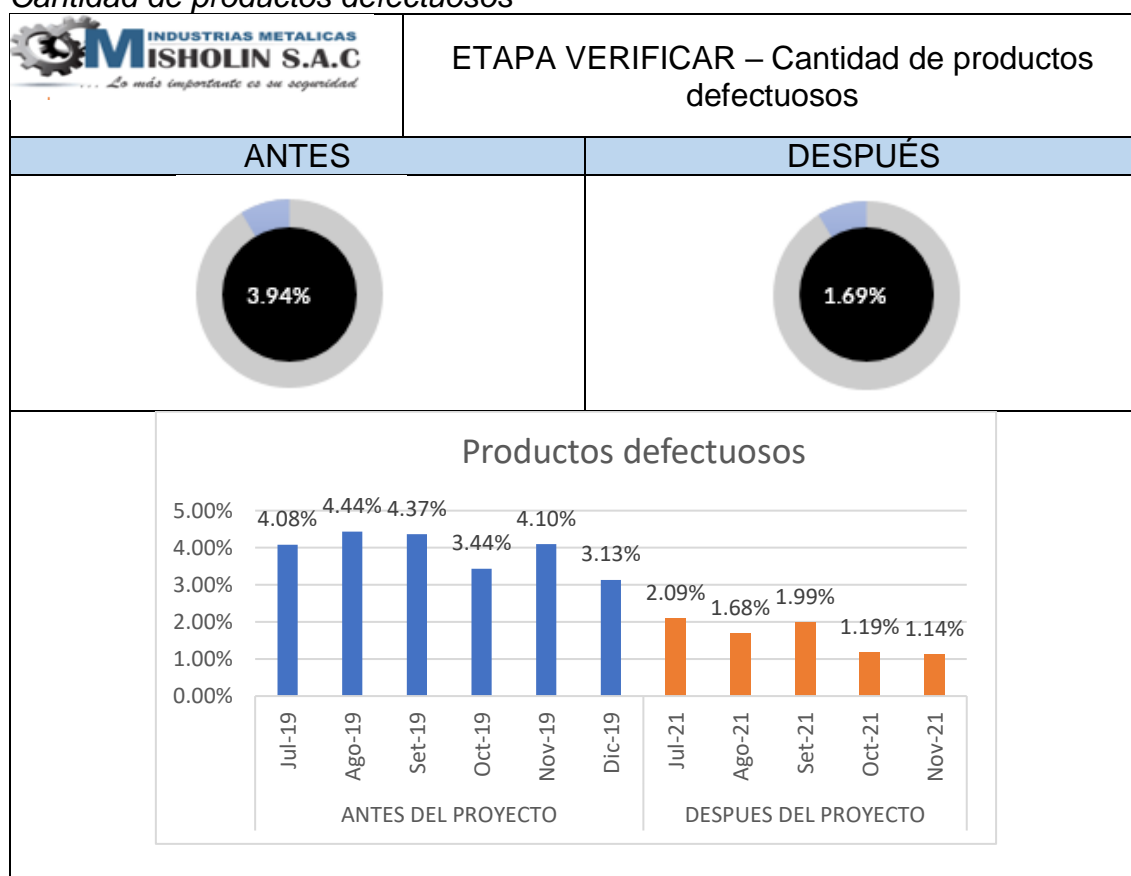 Cantidad de productos defectuosos
INDUSTRIAS METALICAS
MISHOLIN S.A.C
... Lo más importante es su seguridad
ETAPA VERIFICAR – Cantidad de productos
defectuosos
ANTES
DESPUÉS
3.94%
1.69%
Productos defectuosos
5.00%
4.00%
3.00%
2.00%
1.00%
0.00%
4.08%
4.44%
4.37%
3.44%
4.10%
3.13%
2.09%
1.68%
1.99%
1.19%
1.14%
Jul-19
Ago-19
Set-19
Oct-19
Nov-19
Dic-19
Jul-21
Ago-21
Set-21
Oct-21
Nov-21
ANTES DEL PROYECTO
DESPUES DEL PROYECTO